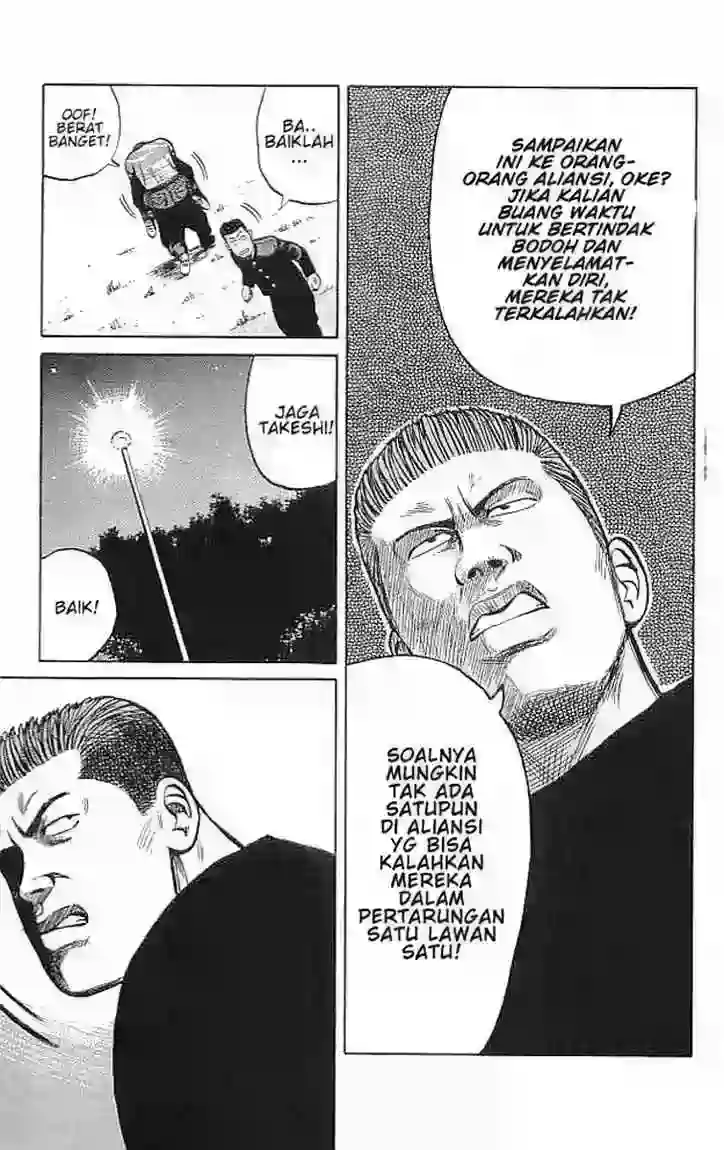 SAMPAIKAN
INI KE ORANG-
ORANG ALIANSI, OKE?
JIKA KALIAN
BUANG WAKTU
UNTUK BERTINDAK
BODOH DAN
MENYELAMAT-
KAN DIRI,
MEREKA TAK
TERKALAHKAN!
SOALNYA
MUNGKIN
TAK ADA
SATUPUN
DI ALIANSI
YG BISA
KALAHKAN
MEREKA
DALAM
PERTARUNGAN
SATU LAWAN
SATU!
BA..
BAIKLAH
...
OOF!
BERAT
BANGET!
JAGA
TAKESHI!
BAIK!